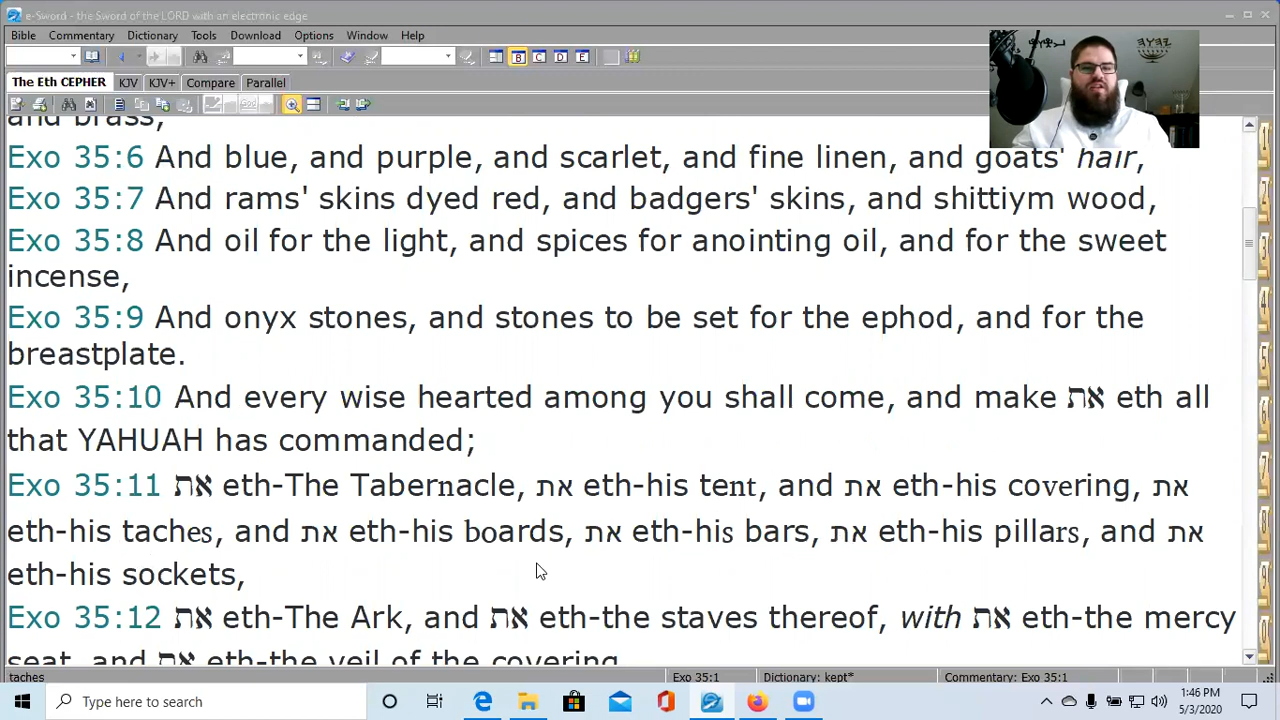 e-Sword - the Sword of the LORD with an electronic edge
Bible Commentary Dictionary Tools Download Options Window Help
B C D E
The Eth CEPHER KJV KJV+ Compare Parallel
and brass,
Exo 35:6 And blue, and purple, and scarlet, and fine linen, and goats' hair,
Exo 35:7 And rams' skins dyed red, and badgers' skins, and shittiym wood,
Exo 35:8 And oil for the light, and spices for anointing oil, and for the sweet
incense,
Exo 35:9 And onyx stones, and stones to be set for the ephod, and for the
breastplate.
Exo 35:10 And every wise hearted among you shall come, and make את eth all
that YAHUAH has commanded;
Exo 35:11 את eth-The Tabernacle, את eth-his tent, and את eth-his covering, את
eth-his taches, and את eth-his boards, את eth-his bars, את eth-his pillars, and את
eth-his sockets,
Exo 35:12 את eth-The Ark, and את eth-the staves thereof, with את eth-the mercy
seat, and את eth-the veil of the covering
taches Exo 35:1 Dictionary: kept* Commentary: Exo 35:1
Type here to search
1:46 PM
5/3/2020